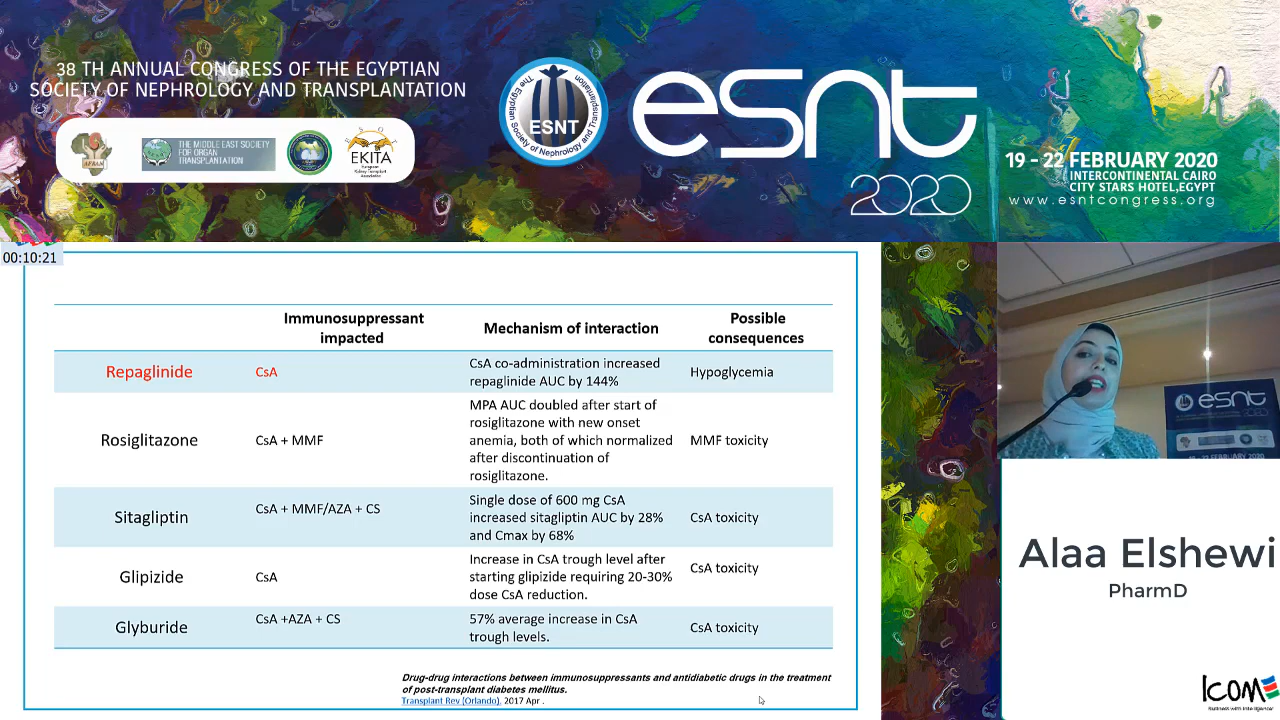 38 TH ANNUAL CONGRESS OF THE EGYPTIAN
SOCIETY OF NEPHROLOGY AND TRANSPLANTATION
AFRAN
THE MIDDLE EAST SOCIETY
FOR ORGAN
TRANSPLANTATION
EKITA
The Egyptian Society of Nephrology and Transplantation
ESNT
esnt
2020
19 - 22 FEBRUARY 2020
INTERCONTINENTAL CAIRO
CITY STARS HOTEL,EGYPT
www.esntcongress.org
00:10:21
Immunosuppressant impacted
Mechanism of interaction
Possible consequences
Repaglinide
CsA
CsA co-administration increased
repaglinide AUC by 144%
Hypoglycemia
Rosiglitazone
CsA + MMF
MPA AUC doubled after start of
rosiglitazone with new onset
anemia, both of which normalized
after discontinuation of
rosiglitazone.
MMF toxicity
Sitagliptin
CsA + MMF/AZA + CS
Single dose of 600 mg CsA
increased sitagliptin AUC by 28%
and Cmax by 68%
CsA toxicity
Glipizide
CsA
Increase in CsA trough level after
starting glipizide requiring 20-30%
dose CsA reduction.
CsA toxicity
Glyburide
CsA +AZA + CS
57% average increase in CsA
trough levels.
CsA toxicity
Drug-drug interactions between immunosuppressants and antidiabetic drugs in the treatment
of post-transplant diabetes mellitus.
Transplant Rev (Orlando). 2017 Apr .
esnt
2020
Alaa Elshewi
PharmD
ICOM